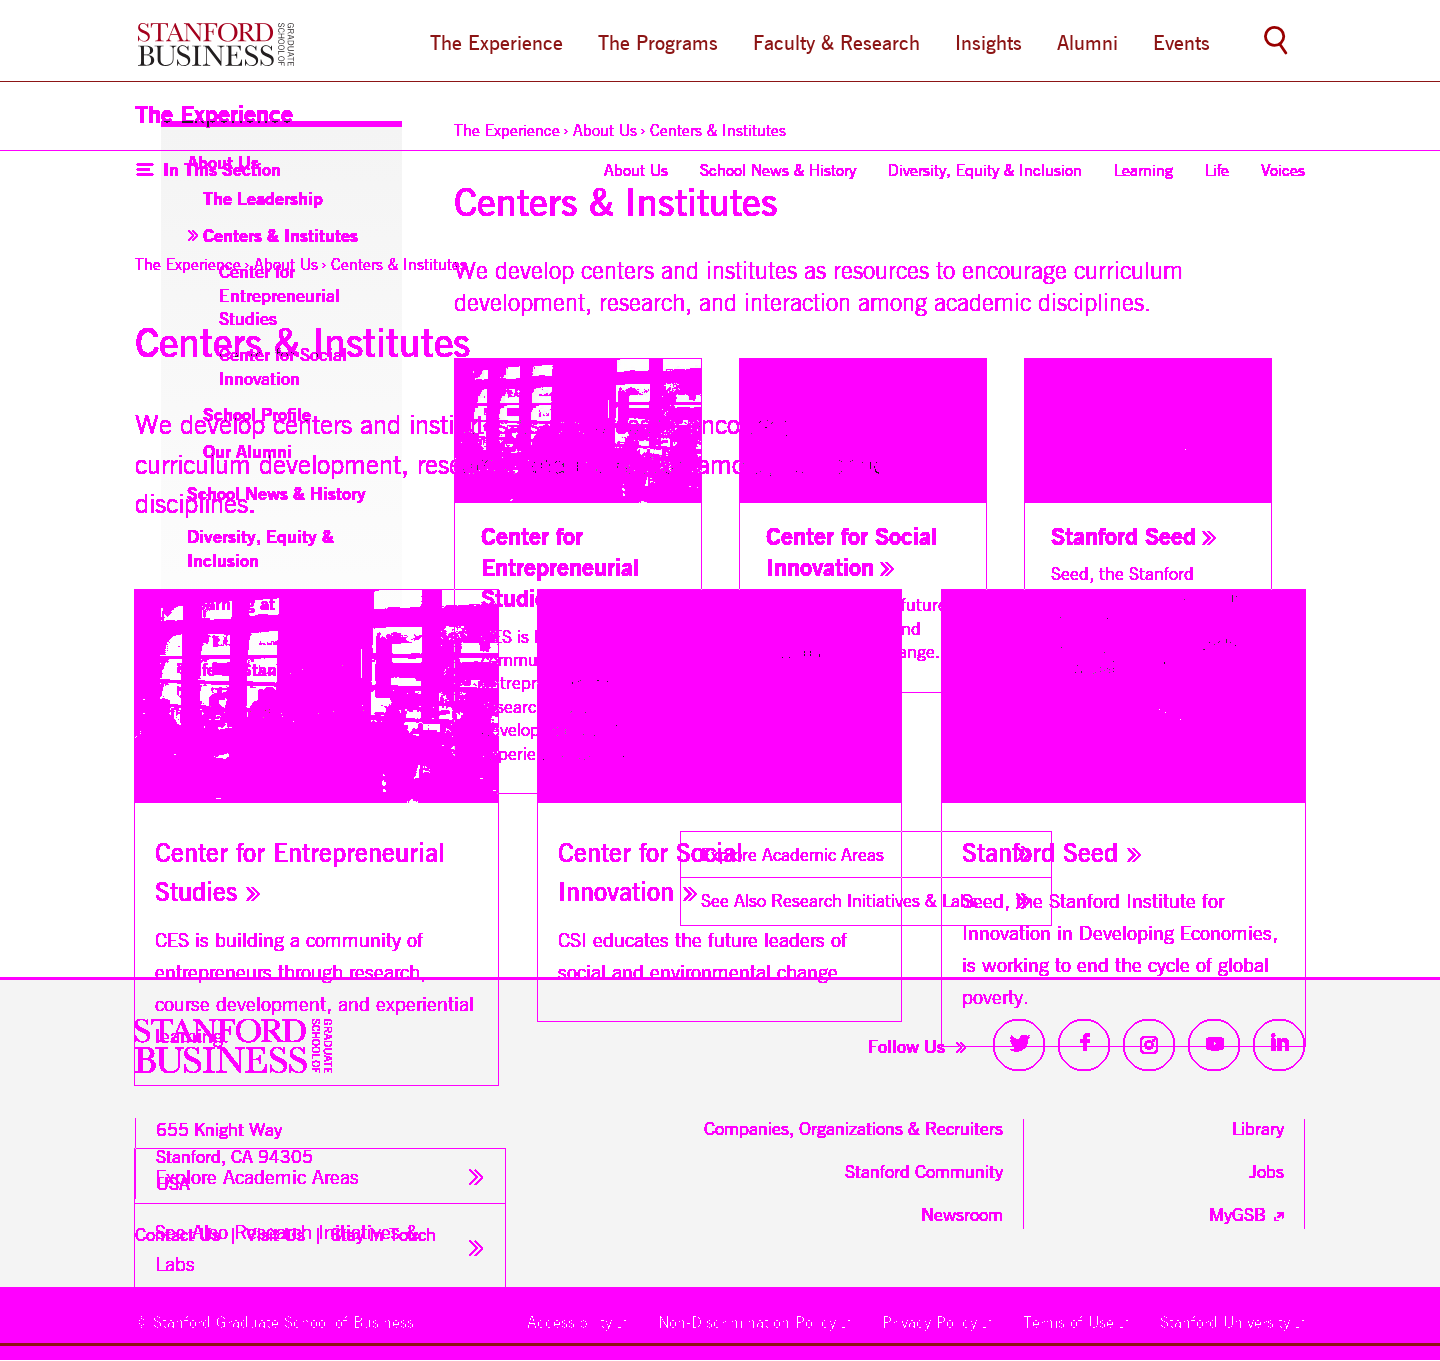 STANFORD
BUSINESS
GRADUATE
SCHOOL OF
The Experience
The Programs
Faculty & Research
Insights
Alumni
Events
The Experience
The Experience › About Us › Centers & Institutes
About Us
In This Section
About Us
School News & History
Diversity, Equity & Inclusion
Learning
Life
Voices
The Leadership
Centers & Institutes
Centers & Institutes
The Experience › About Us › Centers & Institutes
Center for
Entrepreneurial
Studies
We develop centers and institutes as resources to encourage curriculum
development, research, and interaction among academic disciplines.
Centers & Institutes
Center for Social
Innovation
School Profile
We develop centers and
Our Alumni
curriculum development,
School News & History
disciplines.
Diversity, Equity &
Inclusion
Center for
Entrepreneurial
Center for Social
Innovation
Stanford Seed
Seed, the Stanford
future
Center for Entrepreneurial
Studies
CES is building a community of
entrepreneurs through research,
course development, and experiential
learning.
Center for Social
Innovation
CSI educates the future leaders of
social and environmental change
Explore Academic Areas
See Also Research Initiatives & Labs
Stanford Seed
Seed, the Stanford Institute for
Innovation in Developing Economies,
is working to end the cycle of global
poverty.
STANFORD
BUSINESS
GRADUATE
SCHOOL OF
Follow Us
655 Knight Way
Stanford, CA 94305
USA
Explore Academic Areas
See Also Research Initiatives &
Labs
Contact Us | Visit Us | Stay in Touch
Companies, Organizations & Recruiters
Stanford Community
Newsroom
Library
Jobs
MyGSB
© Stanford Graduate School of Business
Accessibility
Non-Discrimination Policy
Privacy Policy
Terms of Use
Stanford University